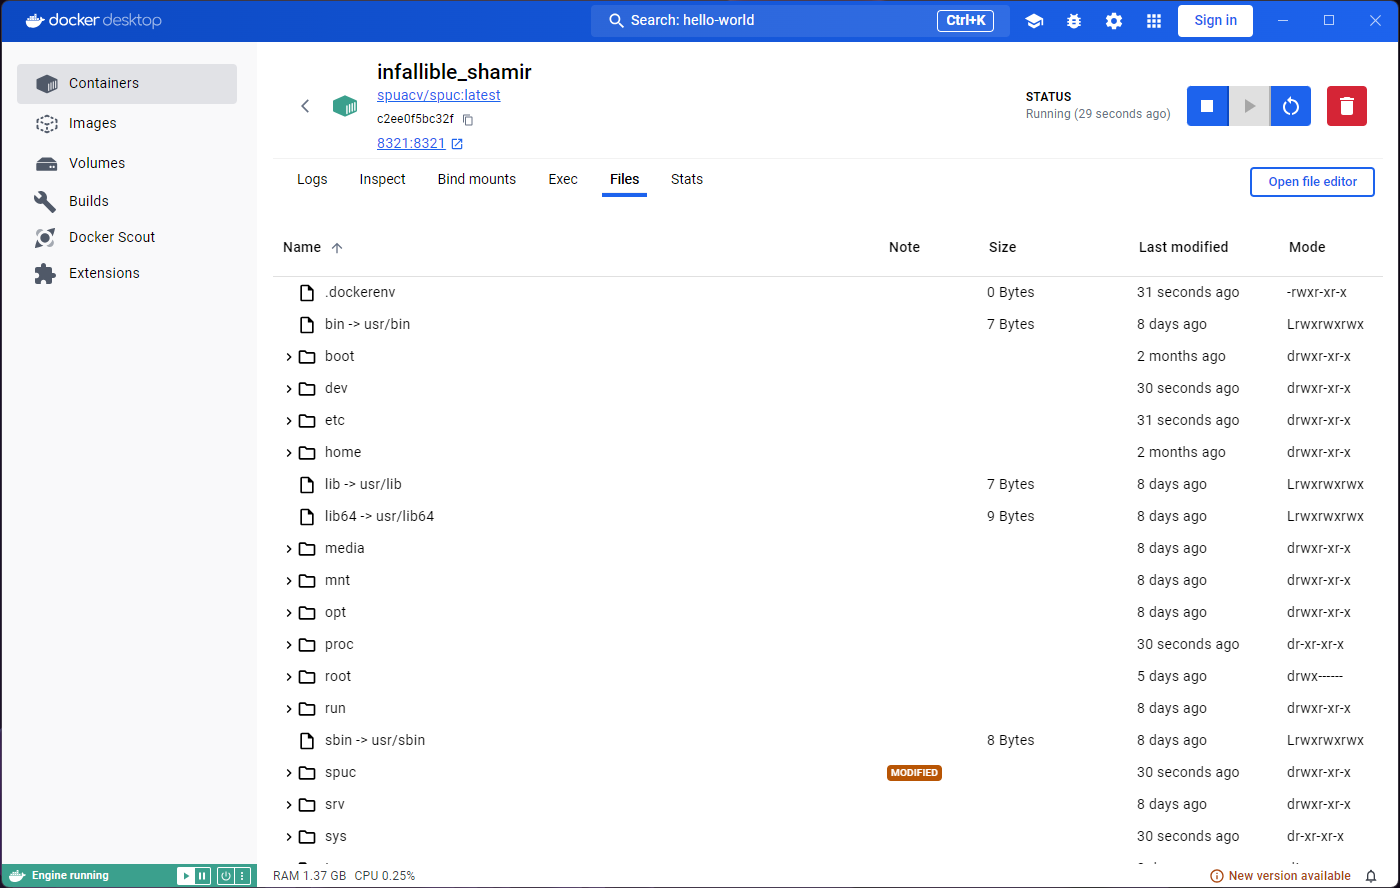 docker desktop
Search: hello-world
Ctrl+K
Sign in
Containers
Images
Volumes
Builds
Docker Scout
Extensions
infallible_shamir
spuacv/spuc:latest
c2ee0f5bc32f
8321:8321
STATUS
Running (29 seconds ago)
Logs Inspect Bind mounts Exec Files Stats
Open file editor
Name Note Size Last modified Mode
.dockerenv 0 Bytes 31 seconds ago -rwxr-xr-x
bin -> usr/bin 7 Bytes 8 days ago Lrwxrwxrwx
boot 2 months ago drwxr-xr-x
dev 30 seconds ago drwxr-xr-x
etc 31 seconds ago drwxr-xr-x
home 2 months ago drwxr-xr-x
lib -> usr/lib 7 Bytes 8 days ago Lrwxrwxrwx
lib64 -> usr/lib64 9 Bytes 8 days ago Lrwxrwxrwx
media 8 days ago drwxr-xr-x
mnt 8 days ago drwxr-xr-x
opt 8 days ago drwxr-xr-x
proc 30 seconds ago dr-xr-xr-x
root 5 days ago drwx------
run 8 days ago drwxr-xr-x
sbin -> usr/sbin 8 Bytes 8 days ago Lrwxrwxrwx
spuc MODIFIED 30 seconds ago drwxr-xr-x
srv 8 days ago drwxr-xr-x
sys 30 seconds ago dr-xr-xr-x
Engine running
RAM 1.37 GB CPU 0.25%
New version available